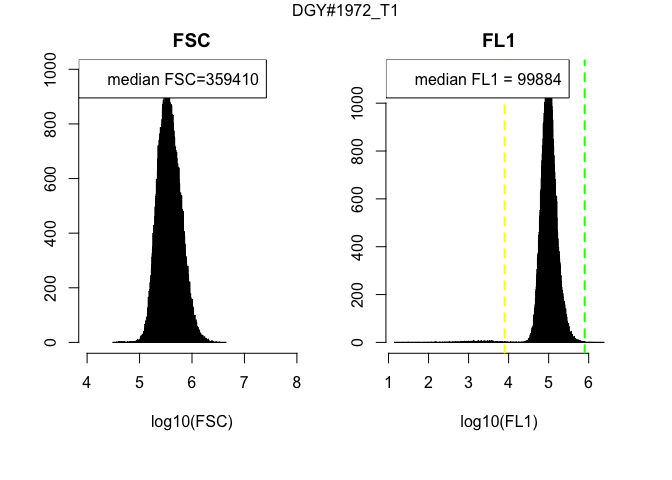 DGY#1972_T1
FSC
median FSC=359410
0
200
400
600
800
1000
4 5 6 7 8
log10(FSC)
FL1
median FL1 = 99884
0
200
400
600
800
1000
1 2 3 4 5 6
log10(FL1)